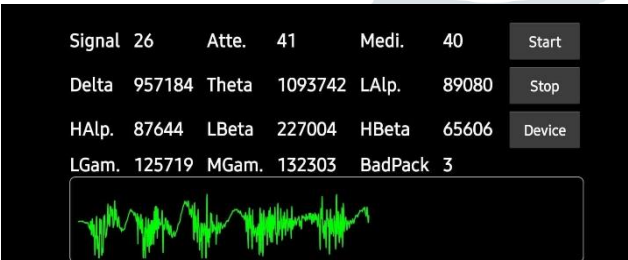 Signal 26 Atte. 41 Medi. 40 Start
Delta 957184 Theta 1093742 LAlp. 89080 Stop
HAlp. 87644 LBeta 227004 HBeta 65606 Device
LGam. 125719 MGam. 132303 BadPack 3